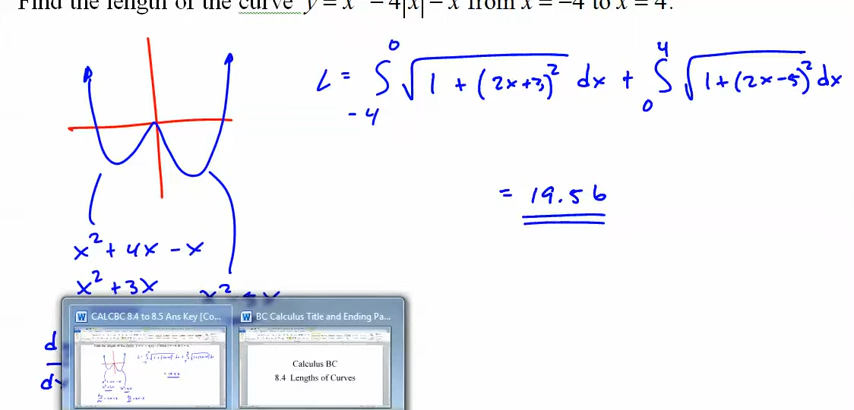 Find the length of the curve y = x² − 4|x| − x from x = −4 to x = 4.
L = ∫₋₄⁰ √(1 + (2x+3)²) dx + ∫₀⁴ √(1+(2x−5)²) dx
= 19.56
x² + 4x − x
x² + 3x
CALCBC 8.4 to 8.5 Ans Key [Co...
BC Calculus Title and Ending Pa...
Calculus BC
8.4 Lengths of Curves